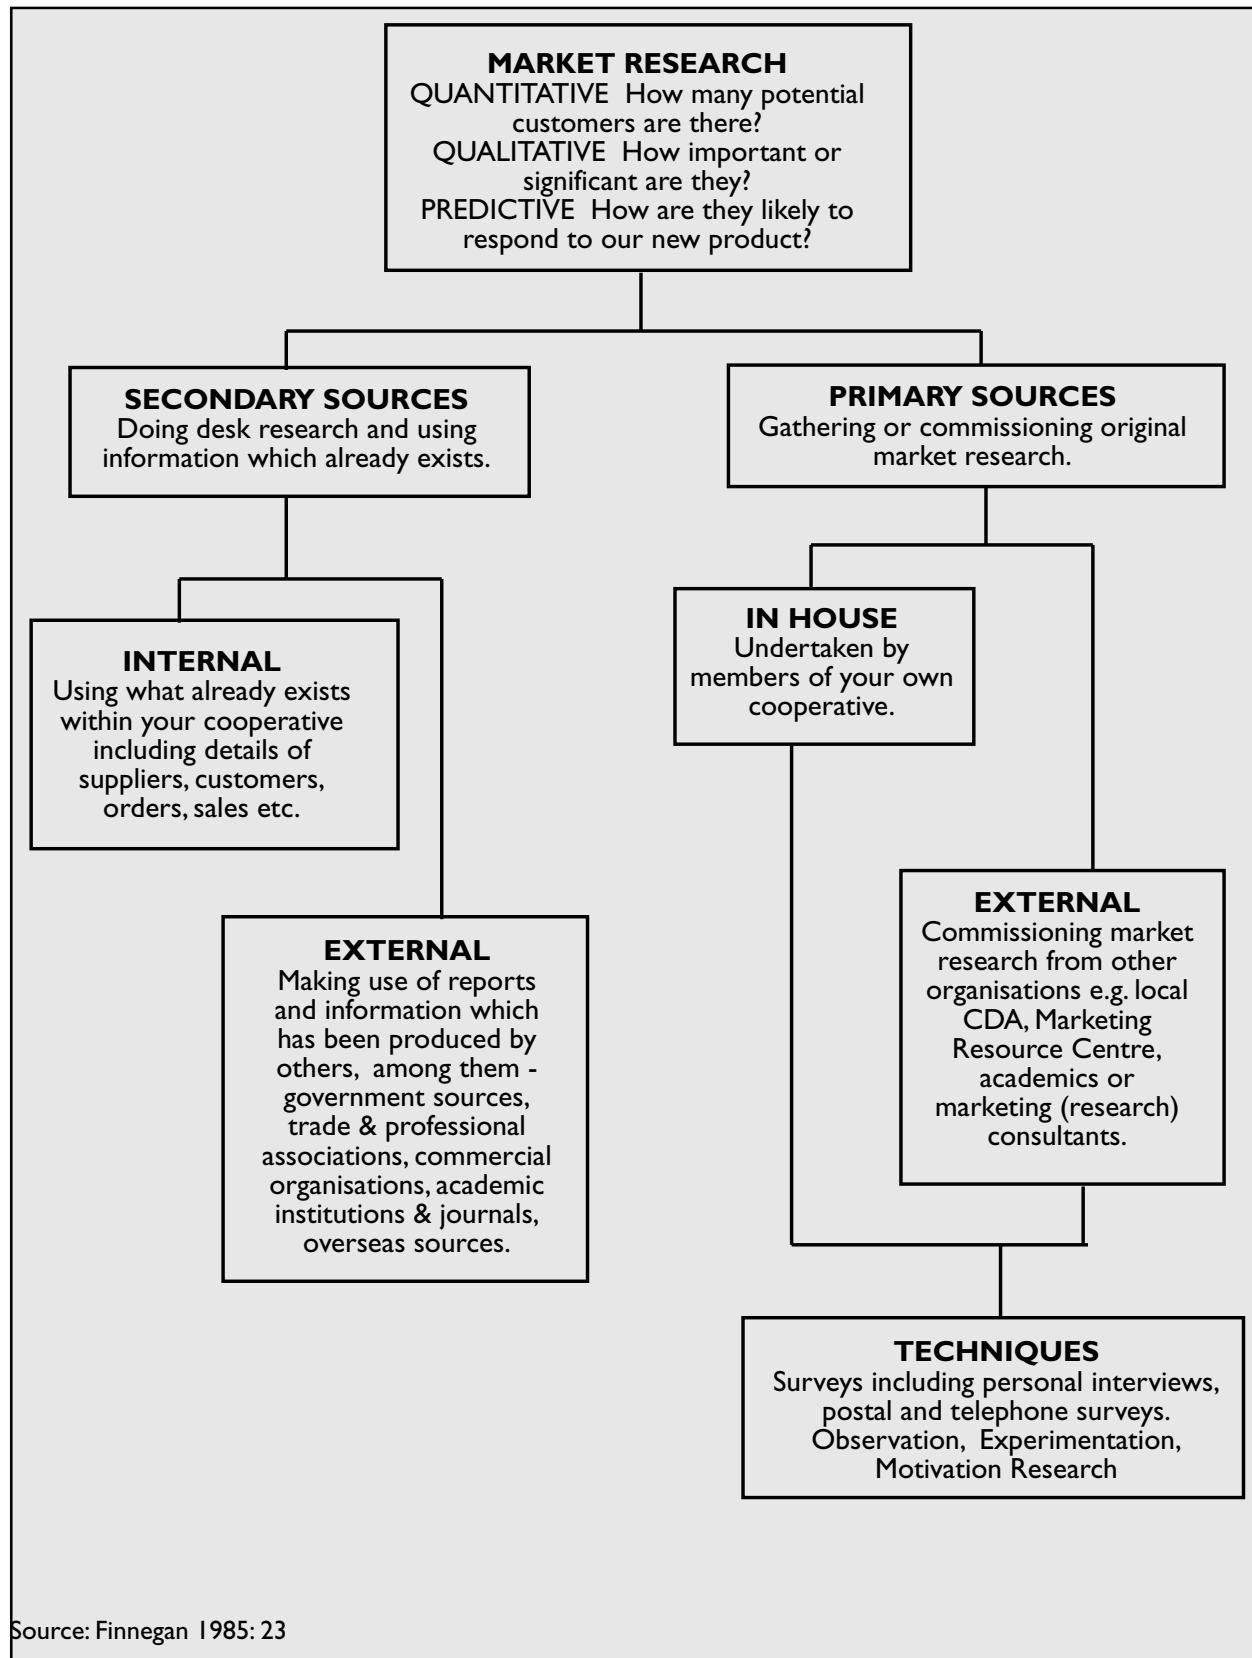 MARKET RESEARCH
QUANTITATIVE How many potential
customers are there?
QUALITATIVE How important or
significant are they?
PREDICTIVE How are they likely to
respond to our new product?
SECONDARY SOURCES
Doing desk research and using
information which already exists.
PRIMARY SOURCES
Gathering or commissioning original
market research.
INTERNAL
Using what already exists
within your cooperative
including details of
suppliers, customers,
orders, sales etc.
IN HOUSE
Undertaken by
members of your own
cooperative.
EXTERNAL
Making use of reports
and information which
has been produced by
others, among them -
government sources,
trade & professional
associations, commercial
organisations, academic
institutions & journals,
overseas sources.
EXTERNAL
Commissioning market
research from other
organisations e.g. local
CDA, Marketing
Resource Centre,
academics or
marketing (research)
consultants.
TECHNIQUES
Surveys including personal interviews,
postal and telephone surveys.
Observation, Experimentation,
Motivation Research
Source: Finnegan 1985: 23